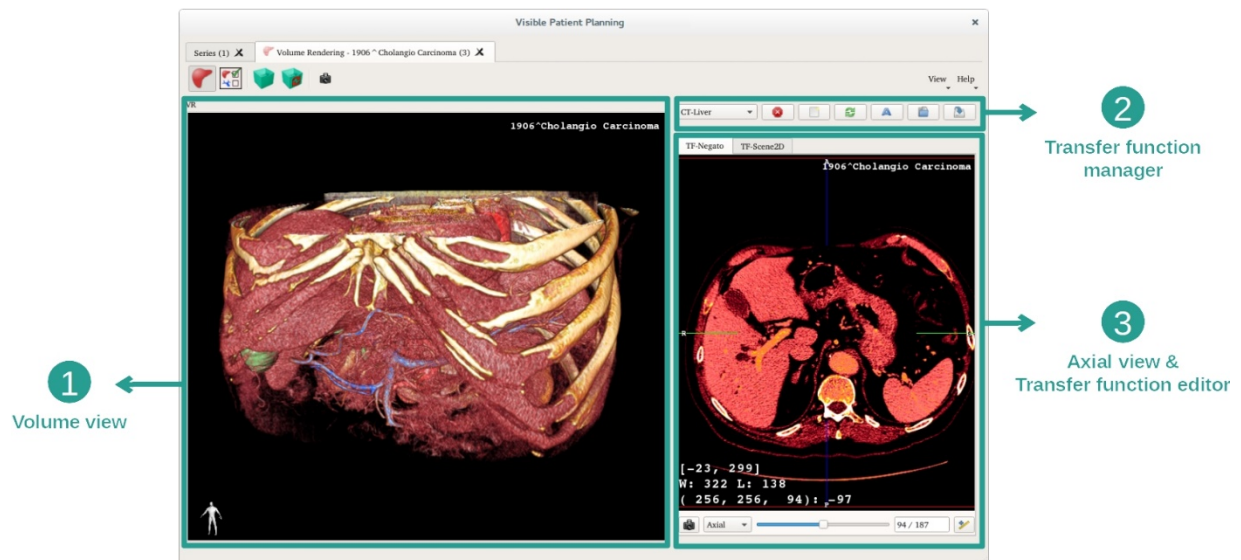 Visible Patient Planning
Series (1)
Volume Rendering - 1906 ^ Cholangio Carcinoma (3)
View Help
VR
1906^Cholangio Carcinoma
1
Volume view
CT-Liver
2
Transfer function
manager
TF-Negato TF-Scene2D
A
1906^Cholangio Carcinoma
R
[-23, 299]
W: 322 L: 138
( 256, 256, 94): -97
P
Axial
94 / 187
3
Axial view &
Transfer function editor